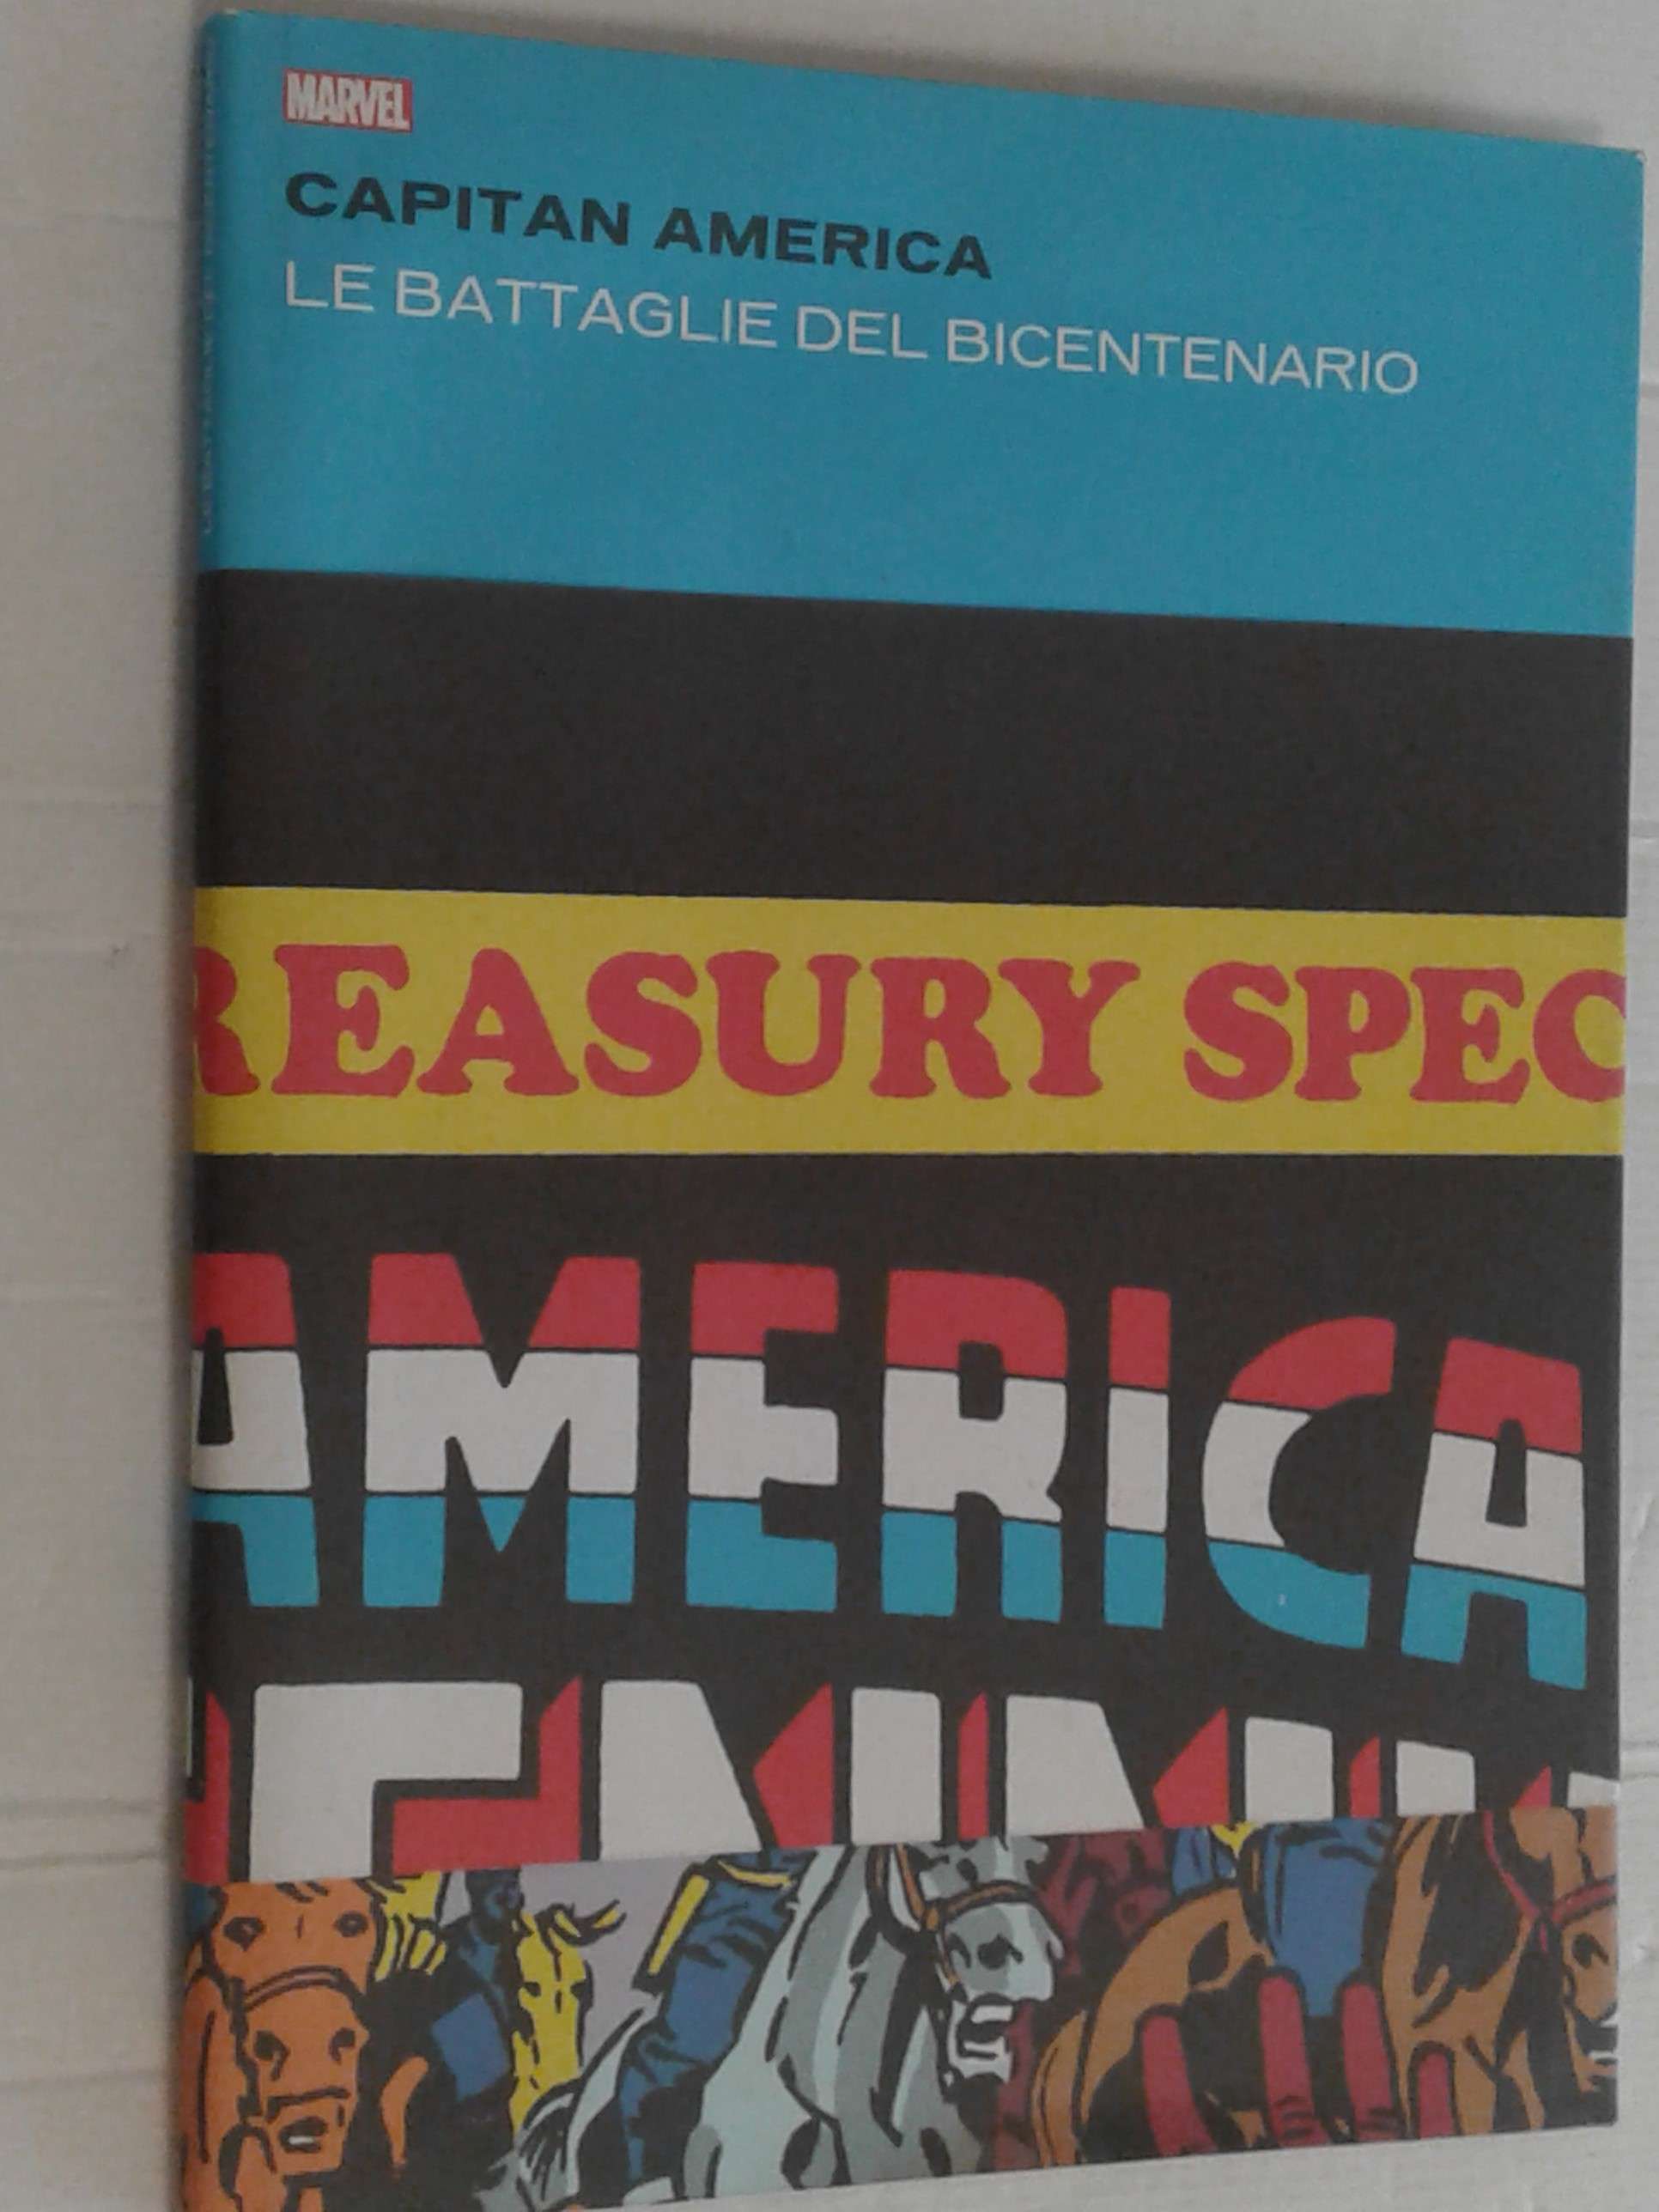 MARVEL
CAPITAN AMERICA
LE BATTAGLIE DEL BICENTENARIO
REASURY SPEC
AMERICA